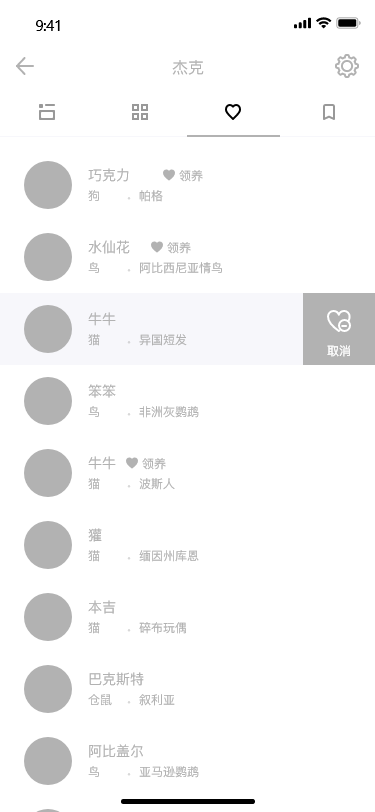 9:41
杰克
巧克力 领养
狗 . 帕格
水仙花 领养
鸟 . 阿比西尼亚情鸟
牛牛
猫 . 异国短发
取消
笨笨
鸟 . 非洲灰鹦鹉
牛牛 领养
猫 . 波斯人
獾
猫 . 缅因州库恩
本吉
猫 . 碎布玩偶
巴克斯特
仓鼠 . 叙利亚
阿比盖尔
鸟 . 亚马逊鹦鹉